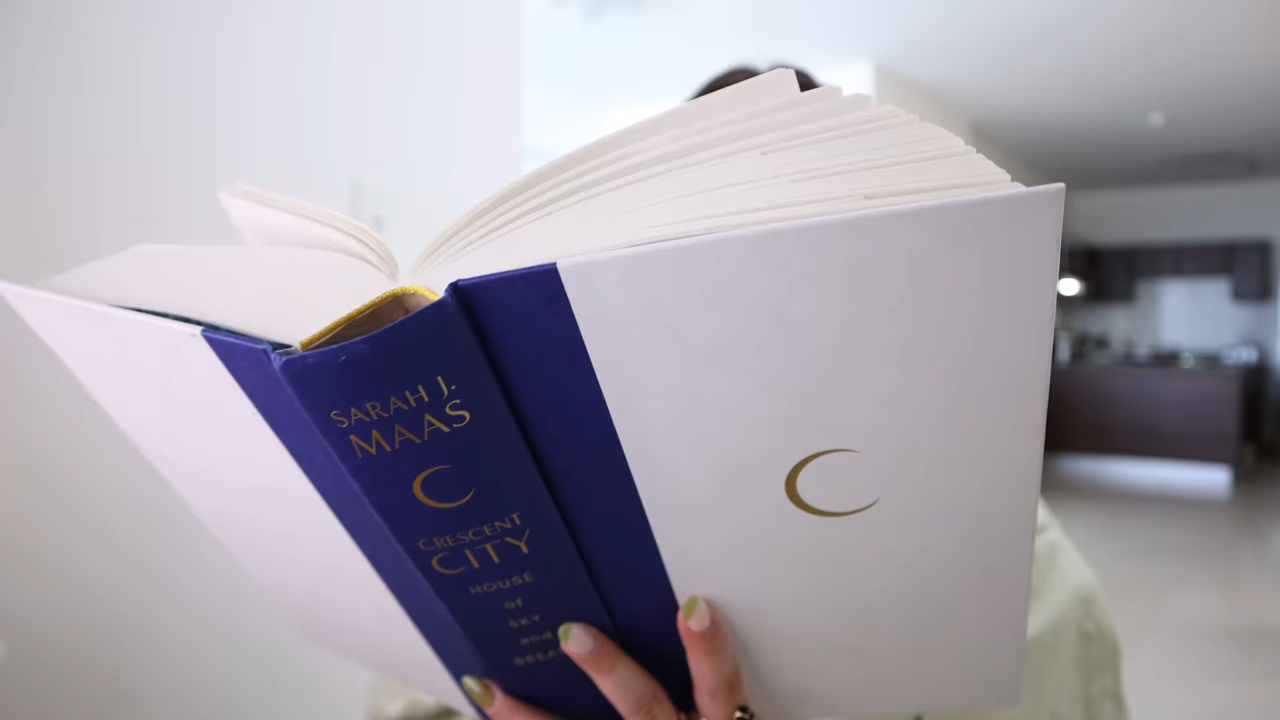 SARAH J.
MAAS
CRESCENT
CITY
HOUSE
of
SKY
and